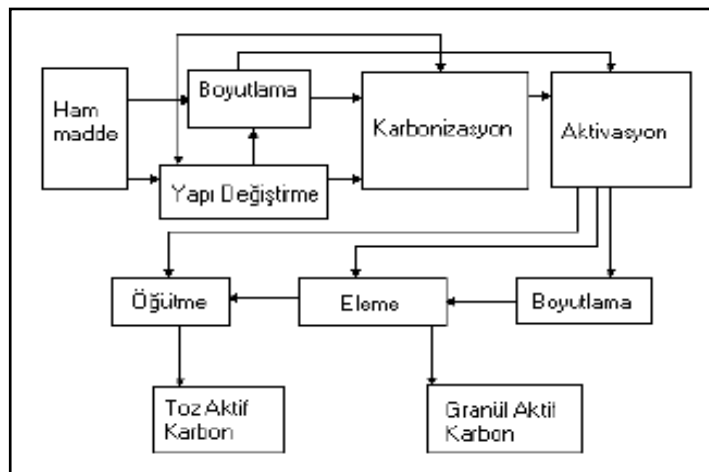 Ham
madde
Boyutlama
Yapı Değiştirme
Karbonizasyon
Aktivasyon
Öğütme
Eleme
Boyutlama
Toz Aktif
Karbon
Granül Aktif
Karbon